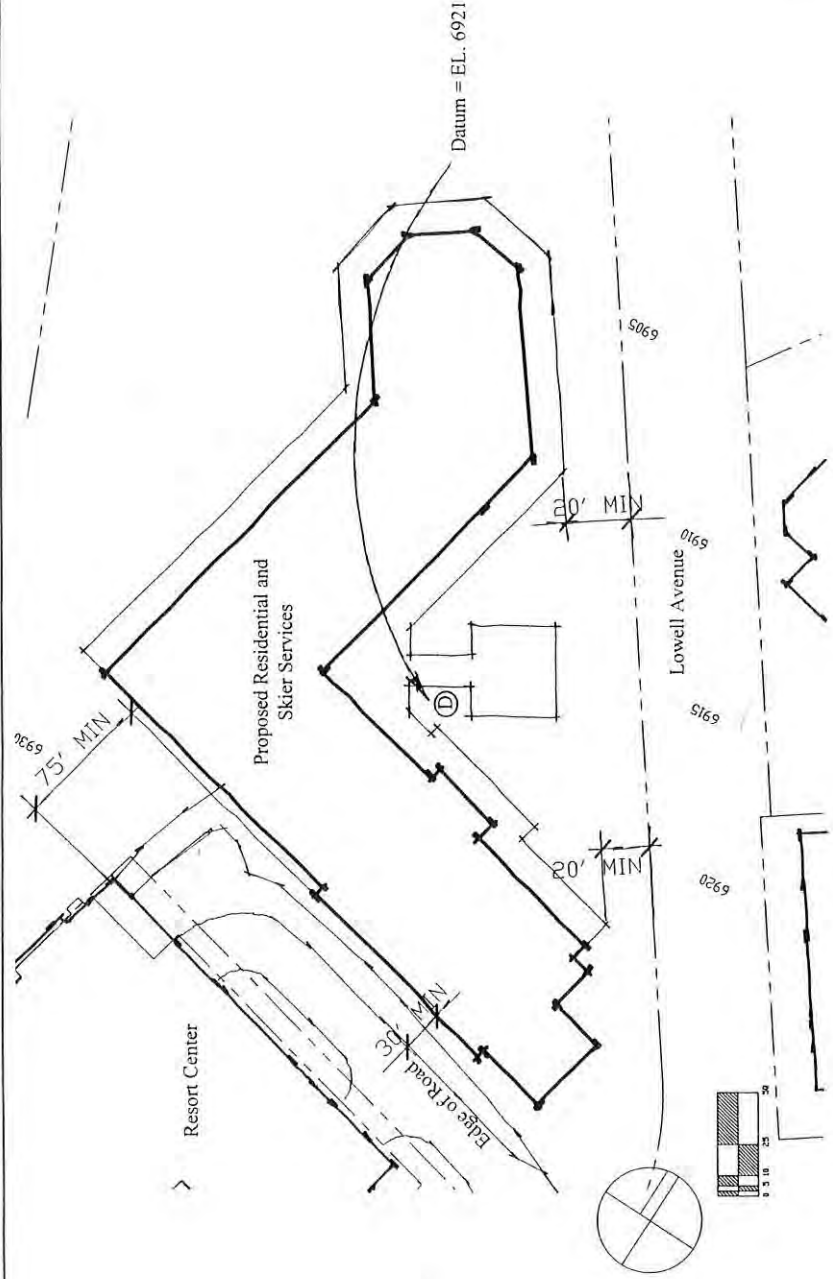 Datum = EL. 6921
Proposed Residential and
Skier Services
Resort Center
Edge of Road
Lowell Avenue
75' MIN
30' MIN
20' MIN
20' MIN
6930
6905
6910
6915
6920
D
0 5 10 25 50